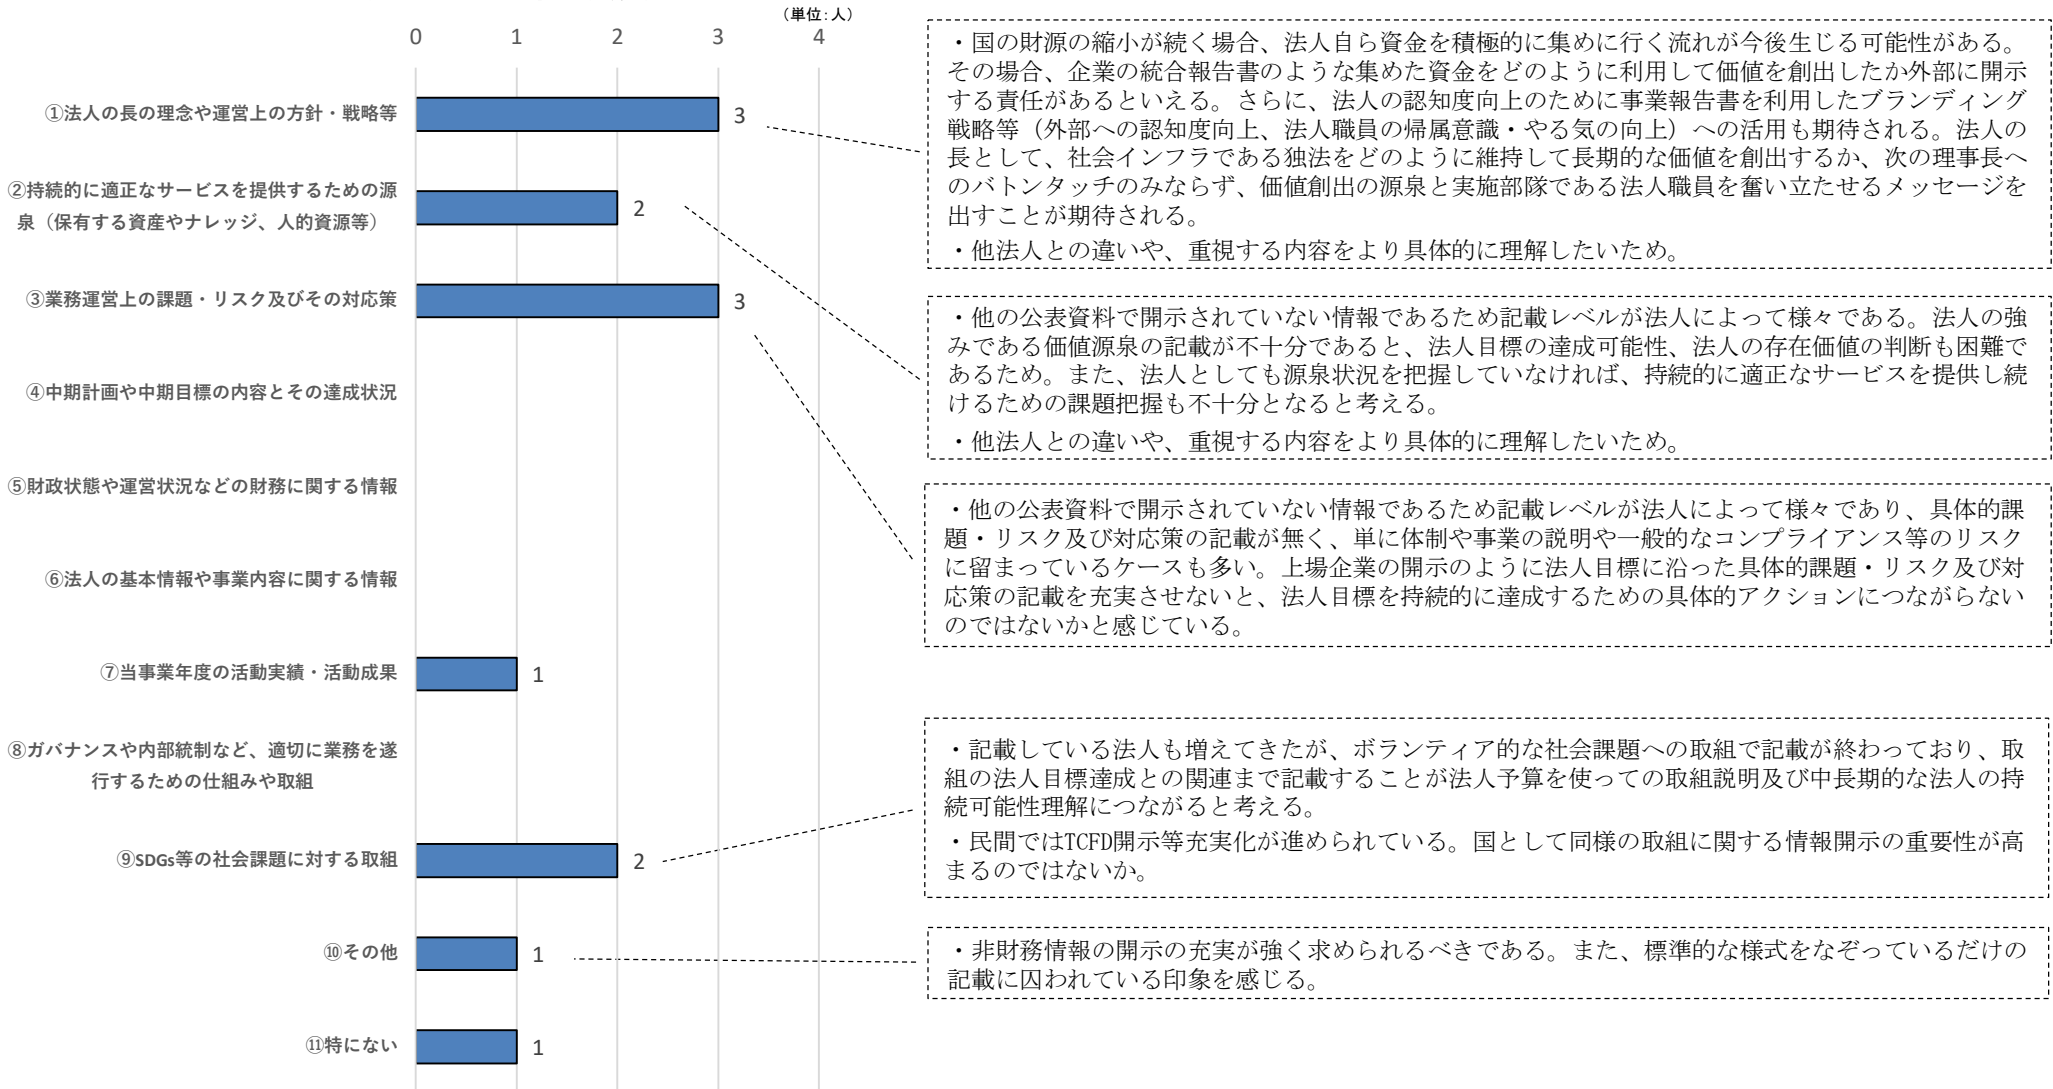 （単位：人）
0 1 2 3 4
①法人の長の理念や運営上の方針・戦略等
3
②持続的に適正なサービスを提供するための源
泉（保有する資産やナレッジ、人的資源等）
2
③業務運営上の課題・リスク及びその対応策
3
④中期計画や中期目標の内容とその達成状況
⑤財政状態や運営状況などの財務に関する情報
⑥法人の基本情報や事業内容に関する情報
⑦当事業年度の活動実績・活動成果
1
⑧ガバナンスや内部統制など、適切に業務を遂
行するための仕組みや取組
⑨SDGs等の社会課題に対する取組
2
⑩その他
1
⑪特にない
1
・国の財源の縮小が続く場合、法人自ら資金を積極的に集めに行く流れが今後生じる可能性がある。
その場合、企業の統合報告書のような集めた資金をどのように利用して価値を創出したか外部に開示
する責任があるといえる。さらに、法人の認知度向上のために事業報告書を利用したブランディング
戦略等（外部への認知度向上、法人職員の帰属意識・やる気の向上）への活用も期待される。法人の
長として、社会インフラである独法をどのように維持して長期的な価値を創出するか、次の理事長へ
のバトンタッチのみならず、価値創出の源泉と実施部隊である法人職員を奮い立たせるメッセージを
出すことが期待される。
・他法人との違いや、重視する内容をより具体的に理解したいため。
・他の公表資料で開示されていない情報であるため記載レベルが法人によって様々である。法人の強
みである価値源泉の記載が不十分であると、法人目標の達成可能性、法人の存在価値の判断も困難で
あるため。また、法人としても源泉状況を把握していなければ、持続的に適正なサービスを提供し続
けるための課題把握も不十分となると考える。
・他法人との違いや、重視する内容をより具体的に理解したいため。
・他の公表資料で開示されていない情報であるため記載レベルが法人によって様々であり、具体的課
題・リスク及び対応策の記載が無く、単に体制や事業の説明や一般的なコンプライアンス等のリスク
に留まっているケースも多い。上場企業の開示のように法人目標に沿った具体的課題・リスク及び対
応策の記載を充実させないと、法人目標を持続的に達成するための具体的アクションにつながらない
のではないかと感じている。
・記載している法人も増えてきたが、ボランティア的な社会課題への取組で記載が終わっており、取
組の法人目標達成との関連まで記載することが法人予算を使っての取組説明及び中長期的な法人の持
続可能性理解につながると考える。
・民間ではTCFD開示等充実化が進められている。国として同様の取組に関する情報開示の重要性が高
まるのではないか。
・非財務情報の開示の充実が強く求められるべきである。また、標準的な様式をなぞっているだけの
記載に囚われている印象を感じる。